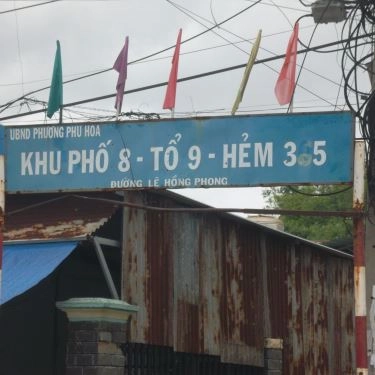 UBND PHƯỜNG PHÚ HÒA
KHU PHỐ 8 - TỔ 9 - HẺM 365
ĐƯỜNG LÊ HỒNG PHONG